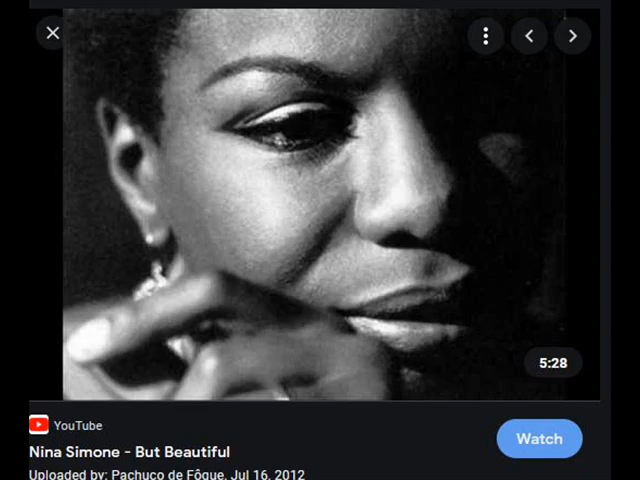 5:28
YouTube
Nina Simone - But Beautiful
Watch
Uploaded by: Pachuco de Fôque, Jul 16, 2012